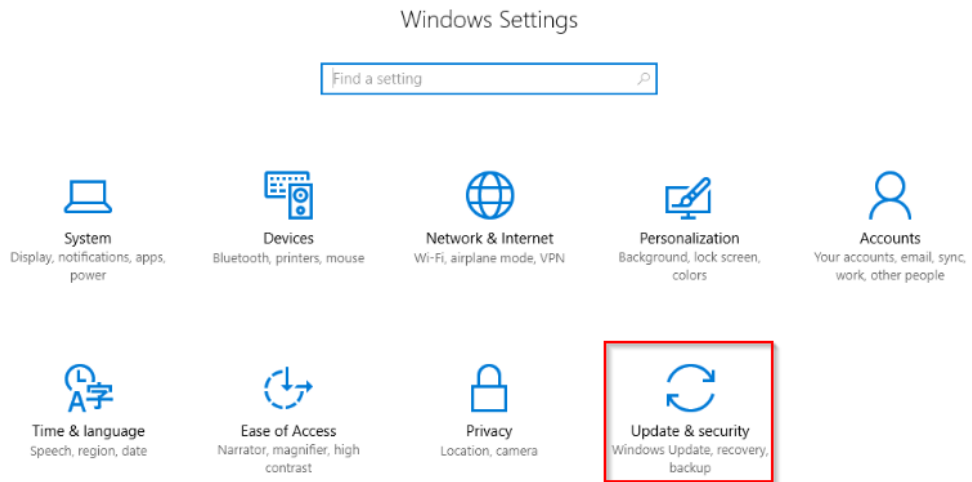 Windows Settings
Find a setting
System
Display, notifications, apps,
power
Devices
Bluetooth, printers, mouse
Network & Internet
Wi-Fi, airplane mode, VPN
Personalization
Background, lock screen,
colors
Accounts
Your accounts, email, sync,
work, other people
A字
Time & language
Speech, region, date
Ease of Access
Narrator, magnifier, high
contrast
Privacy
Location, camera
Update & security
Windows Update, recovery,
backup